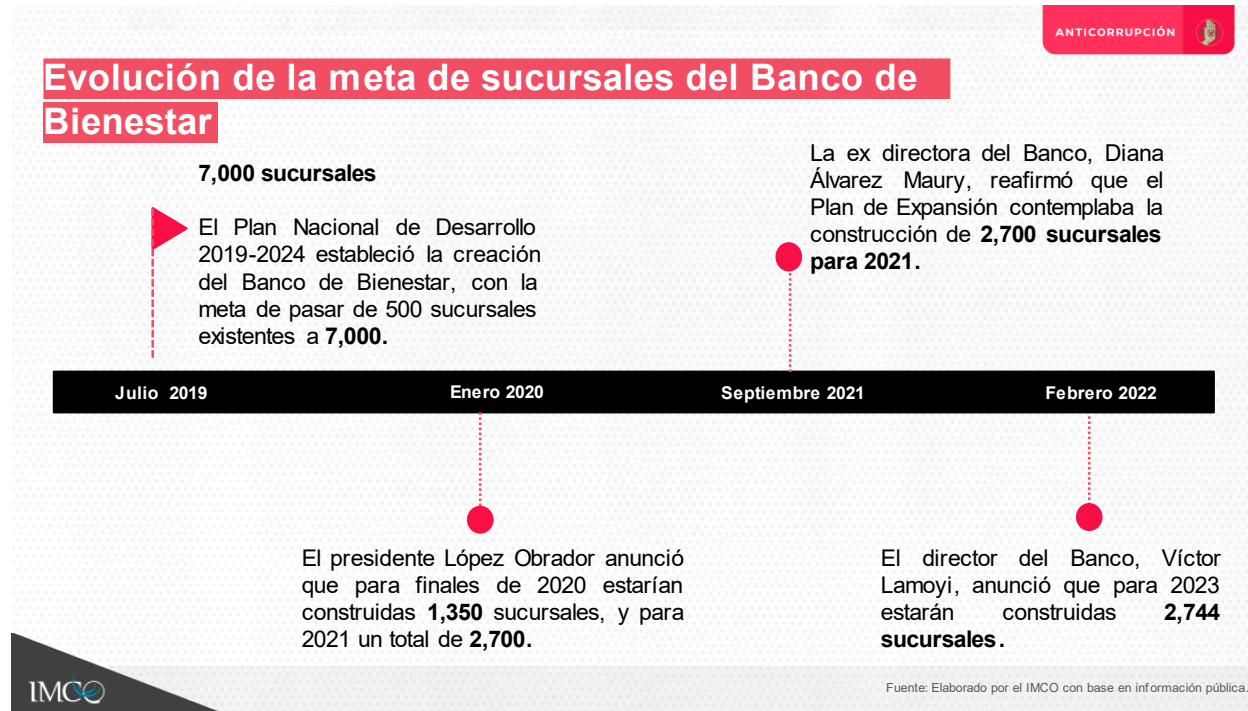 ANTICORRUPCIÓN
Evolución de la meta de sucursales del Banco de
Bienestar
7,000 sucursales
El Plan Nacional de Desarrollo
2019-2024 estableció la creación
del Banco de Bienestar, con la
meta de pasar de 500 sucursales
existentes a 7,000.
La ex directora del Banco, Diana
Álvarez Maury, reafirmó que el
Plan de Expansión contemplaba la
construcción de 2,700 sucursales
para 2021.
Julio 2019
Enero 2020
Septiembre 2021
Febrero 2022
El presidente López Obrador anunció
que para finales de 2020 estarían
construidas 1,350 sucursales, y para
2021 un total de 2,700.
El director del Banco, Víctor
Lamoyi, anunció que para 2023
estarán construidas 2,744
sucursales.
IMCO
Fuente: Elaborado por el IMCO con base en información pública.